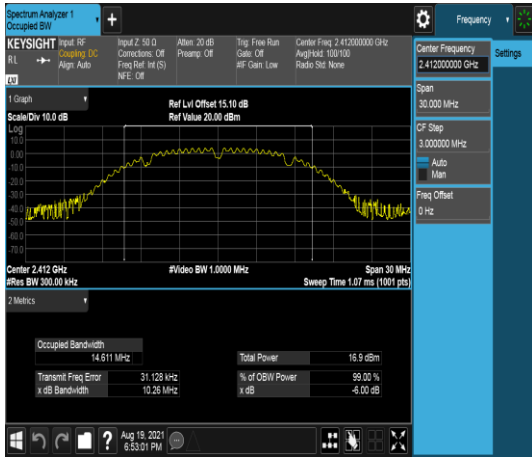 Spectrum Analyzer 1
Occupied BW
Frequency
KEYSIGHT
RL
LXI
Input: RF
Coupling: DC
Align: Auto
Input Z: 50 Ω
Corrections: Off
Freq Ref: Int (S)
NFE: Off
Atten: 20 dB
Preamp: Off
Trig: Free Run
Gate: Off
#IF Gain: Low
Center Freq: 2.412000000 GHz
Avg|Hold: 100/100
Radio Std: None
Center Frequency
2.412000000 GHz
Settings
Span
30.000 MHz
CF Step
3.000000 MHz
Auto
Man
Freq Offset
0 Hz
1 Graph
Scale/Div 10.0 dB
Ref Lvl Offset 15.10 dB
Ref Value 20.00 dBm
Log
10.0
0.00
-10.0
-20.0
-30.0
-40.0
-50.0
-60.0
-70.0
Center 2.412 GHz
#Res BW 300.00 kHz
#Video BW 1.0000 MHz
Span 30 MHz
Sweep Time 1.07 ms (1001 pts)
2 Metrics
Occupied Bandwidth
14.611 MHz
Total Power 16.9 dBm
Transmit Freq Error 31.128 kHz
% of OBW Power 99.00 %
x dB Bandwidth 10.26 MHz
x dB -6.00 dB
?
Aug 19, 2021
6:53:01 PM